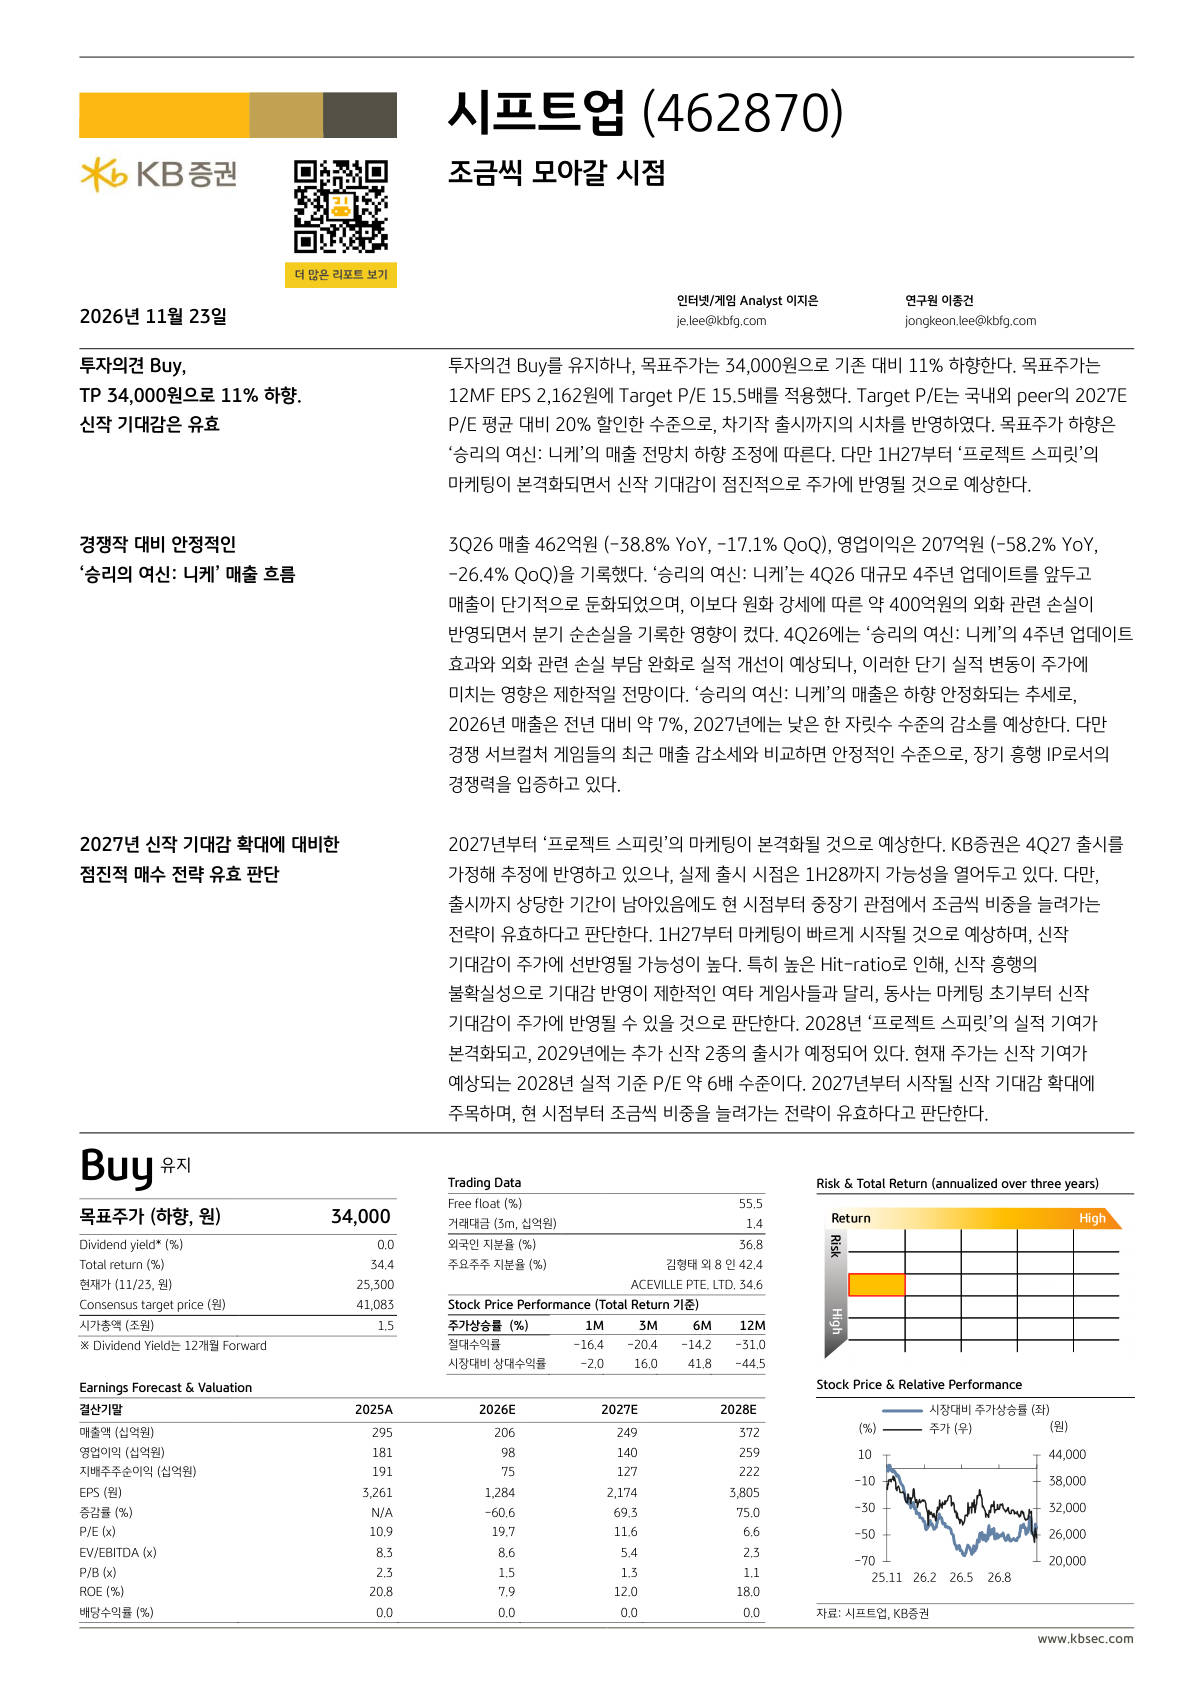 시프트업 (462870)
조금씩 모아갈 시점
KB증권
더 많은 리포트 보기
2026년 11월 23일
인터넷/게임 Analyst 이지은
je.lee@kbfg.com
연구원 이종건
jongkeon.lee@kbfg.com
투자의견 Buy,
TP 34,000원으로 11% 하향.
신작 기대감은 유효
투자의견 Buy를 유지하나, 목표주가는 34,000원으로 기존 대비 11% 하향한다. 목표주가는
12MF EPS 2,162원에 Target P/E 15.5배를 적용했다. Target P/E는 국내외 peer의 2027E
P/E 평균 대비 20% 할인한 수준으로, 차기작 출시까지의 시차를 반영하였다. 목표주가 하향은
‘승리의 여신: 니케’의 매출 전망치 하향 조정에 따른다. 다만 1H27부터 ‘프로젝트 스피릿’의
마케팅이 본격화되면서 신작 기대감이 점진적으로 주가에 반영될 것으로 예상한다.
경쟁작 대비 안정적인
‘승리의 여신: 니케’ 매출 흐름
3Q26 매출 462억원 (-38.8% YoY, -17.1% QoQ), 영업이익은 207억원 (-58.2% YoY,
-26.4% QoQ)을 기록했다. ‘승리의 여신: 니케’는 4Q26 대규모 4주년 업데이트를 앞두고
매출이 단기적으로 둔화되었으며, 이보다 원화 강세에 따른 약 400억원의 외화 관련 손실이
반영되면서 분기 순손실을 기록한 영향이 컸다. 4Q26에는 ‘승리의 여신: 니케’의 4주년 업데이트
효과와 외화 관련 손실 부담 완화로 실적 개선이 예상되나, 이러한 단기 실적 변동이 주가에
미치는 영향은 제한적일 전망이다. ‘승리의 여신: 니케’의 매출은 하향 안정화되는 추세로,
2026년 매출은 전년 대비 약 7%, 2027년에는 낮은 한 자릿수 수준의 감소를 예상한다. 다만
경쟁 서브컬처 게임들의 최근 매출 감소세와 비교하면 안정적인 수준으로, 장기 흥행 IP로서의
경쟁력을 입증하고 있다.
2027년 신작 기대감 확대에 대비한
점진적 매수 전략 유효 판단
2027년부터 ‘프로젝트 스피릿’의 마케팅이 본격화될 것으로 예상한다. KB증권은 4Q27 출시를
가정해 추정에 반영하고 있으나, 실제 출시 시점은 1H28까지 가능성을 열어두고 있다. 다만,
출시까지 상당한 기간이 남아있음에도 현 시점부터 중장기 관점에서 조금씩 비중을 늘려가는
전략이 유효하다고 판단한다. 1H27부터 마케팅이 빠르게 시작될 것으로 예상하며, 신작
기대감이 주가에 선반영될 가능성이 높다. 특히 높은 Hit-ratio로 인해, 신작 흥행의
불확실성으로 기대감 반영이 제한적인 여타 게임사들과 달리, 동사는 마케팅 초기부터 신작
기대감이 주가에 반영될 수 있을 것으로 판단한다. 2028년 ‘프로젝트 스피릿’의 실적 기여가
본격화되고, 2029년에는 추가 신작 2종의 출시가 예정되어 있다. 현재 주가는 신작 기여가
예상되는 2028년 실적 기준 P/E 약 6배 수준이다. 2027년부터 시작될 신작 기대감 확대에
주목하며, 현 시점부터 조금씩 비중을 늘려가는 전략이 유효하다고 판단한다.
Buy 유지
목표주가 (하향, 원) 34,000
Dividend yield* (%) 0.0
Total return (%) 34.4
현재가 (11/23, 원) 25,300
Consensus target price (원) 41,083
시가총액 (조원) 1.5
※ Dividend Yield는 12개월 Forward
Trading Data
Free float (%) 55.5
거래대금 (3m, 십억원) 1.4
외국인 지분율 (%) 36.8
주요주주 지분율 (%) 김형태 외 8 인 42.4
ACEVILLE PTE. LTD. 34.6
Stock Price Performance (Total Return 기준)
주가상승률 (%) 1M 3M 6M 12M
절대수익률 -16.4 -20.4 -14.2 -31.0
시장대비 상대수익률 -2.0 16.0 41.8 -44.5
Risk & Total Return (annualized over three years)
Return High
Risk
High
Earnings Forecast & Valuation
결산기말 2025A 2026E 2027E 2028E
매출액 (십억원) 295 206 249 372
영업이익 (십억원) 181 98 140 259
지배주주순이익 (십억원) 191 75 127 222
EPS (원) 3,261 1,284 2,174 3,805
증감률 (%) N/A -60.6 69.3 75.0
P/E (x) 10.9 19.7 11.6 6.6
EV/EBITDA (x) 8.3 8.6 5.4 2.3
P/B (x) 2.3 1.5 1.3 1.1
ROE (%) 20.8 7.9 12.0 18.0
배당수익률 (%) 0.0 0.0 0.0 0.0
Stock Price & Relative Performance
시장대비 주가상승률 (좌)
(%) 주가 (우) (원)
10 44,000
-10 38,000
-30 32,000
-50 26,000
-70 20,000
25.11 26.2 26.5 26.8
자료: 시프트업, KB증권
www.kbsec.com